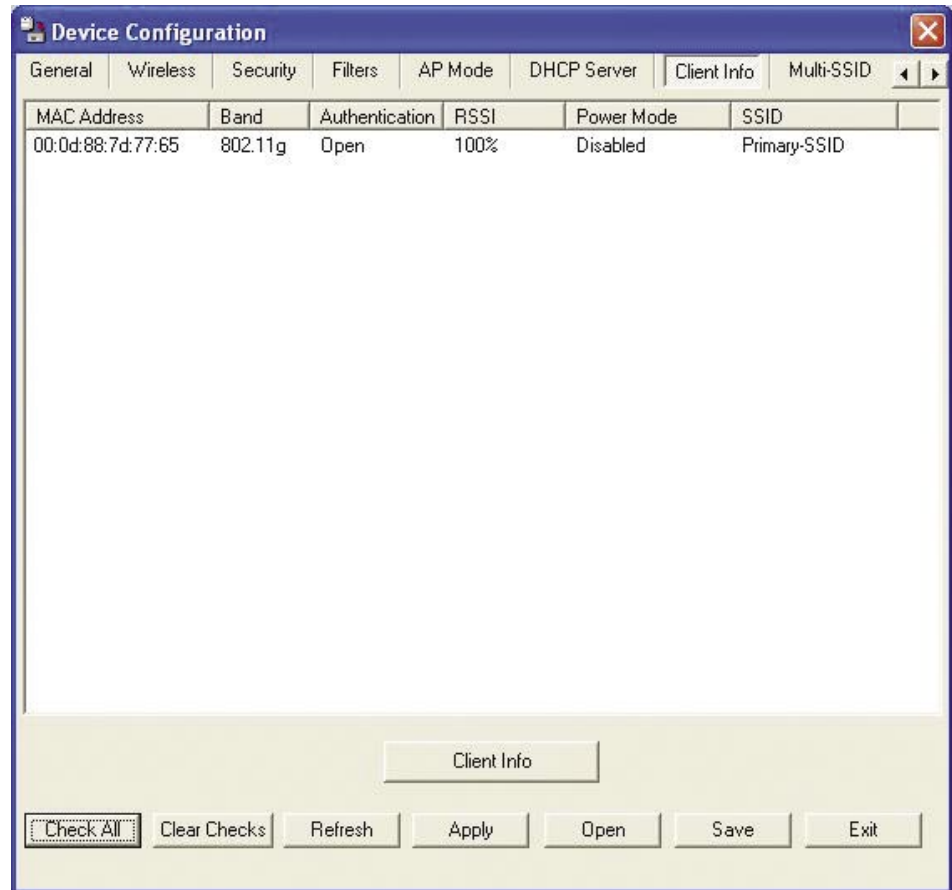 Device Configuration
General Wireless Security Filters AP Mode DHCP Server Client Info Multi-SSID
MAC Address Band Authentication RSSI Power Mode SSID
00:0d:88:7d:77:65 802.11g Open 100% Disabled Primary-SSID
Client Info
Check All Clear Checks Refresh Apply Open Save Exit